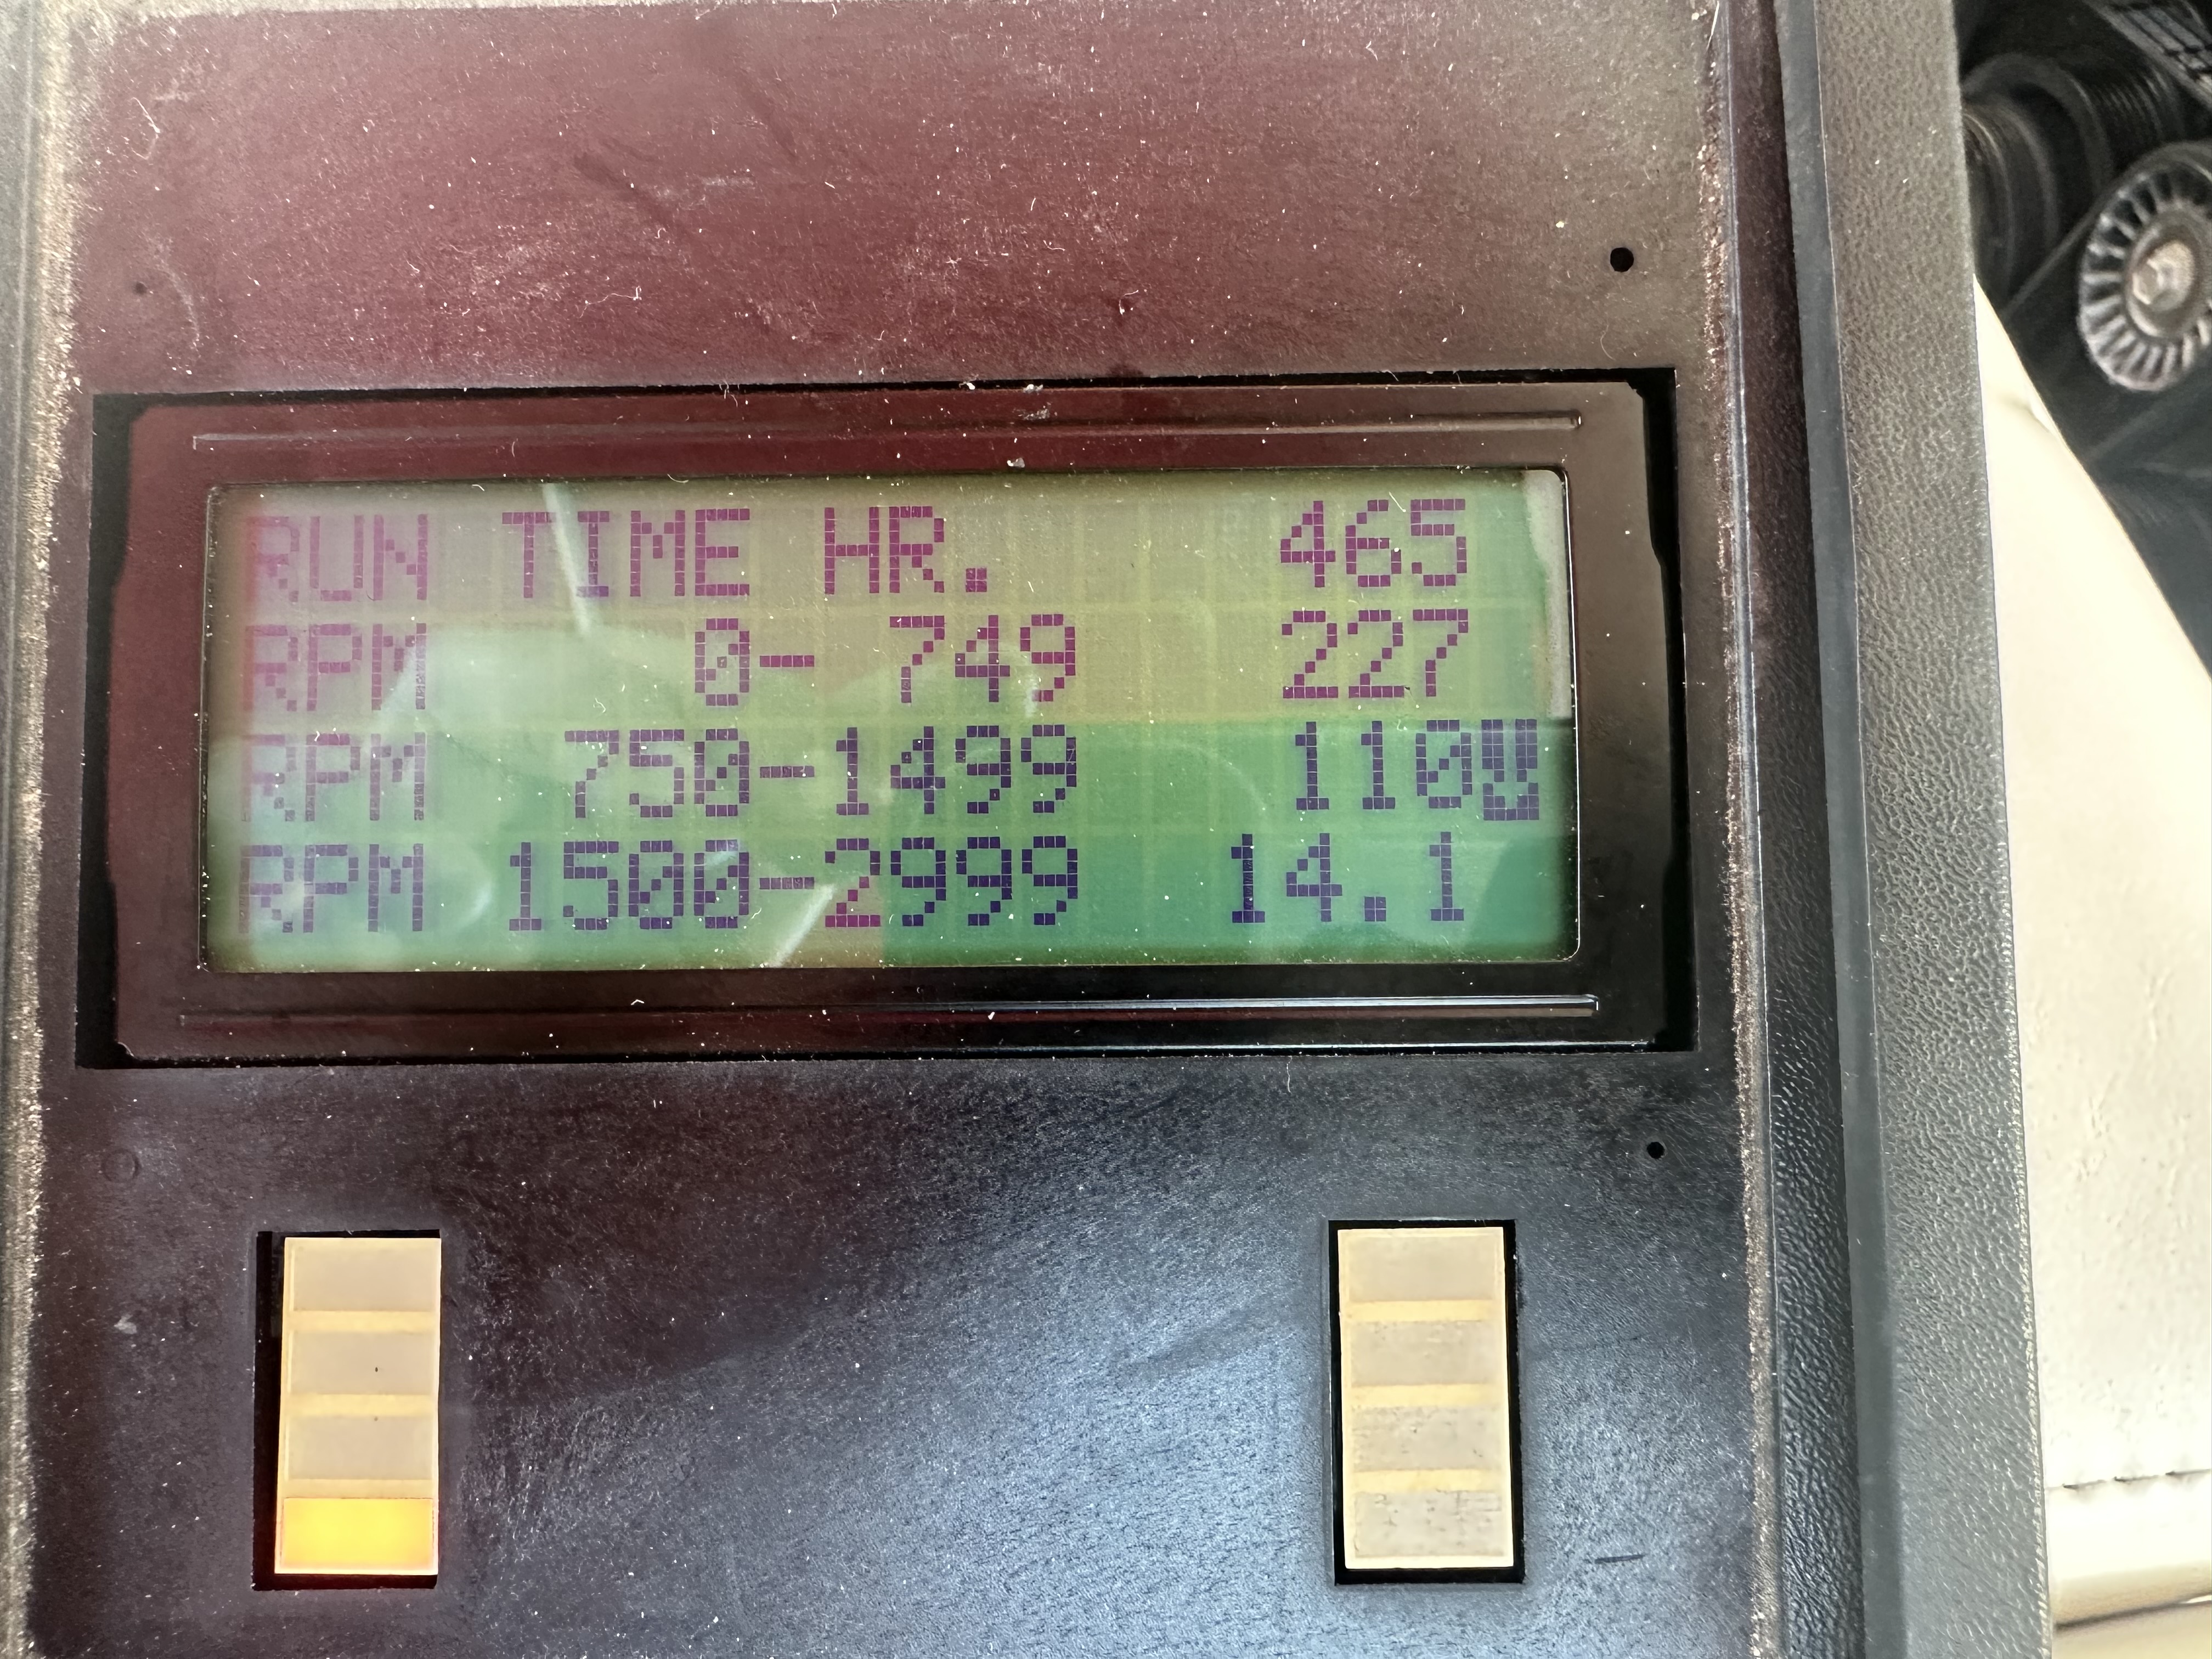 RUN TIME HR. 465
RPM 0- 749 227
RPM 750-1499 110
RPM 1500-2999 14.1